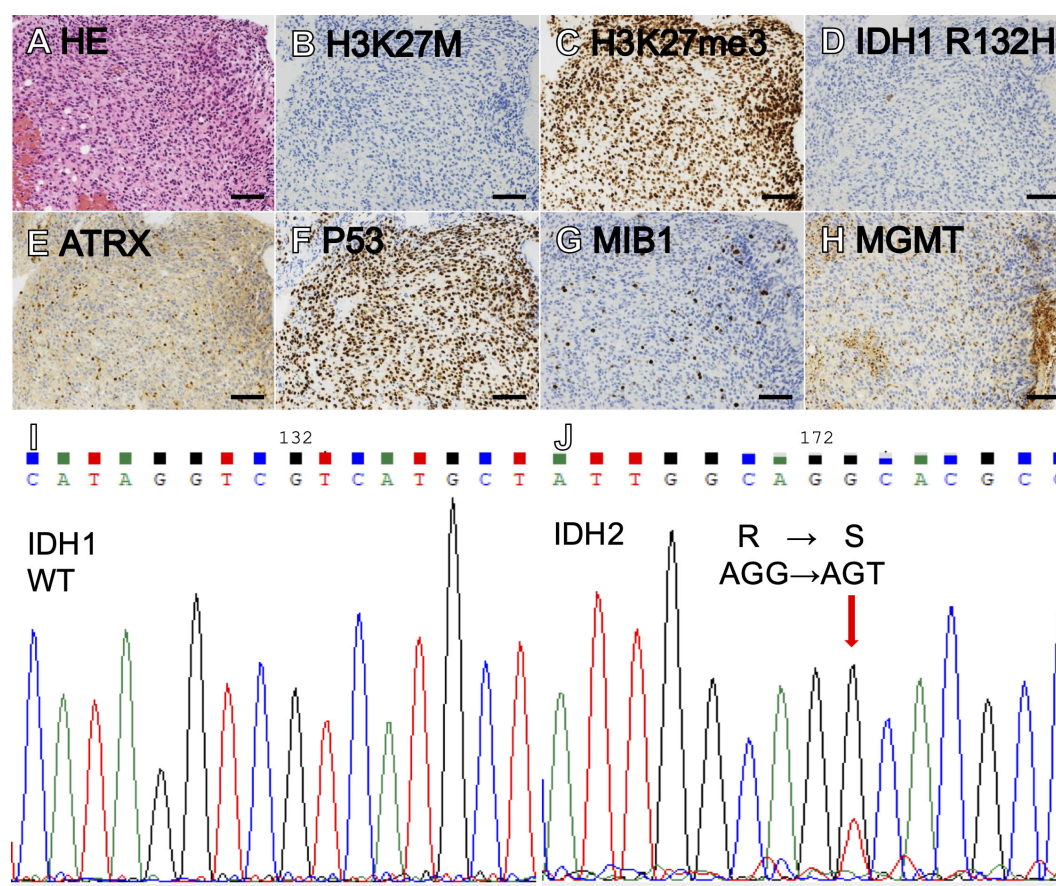 A HE
B H3K27M
C H3K27me3
D IDH1 R132H
E ATRX
F P53
G MIB1
H MGMT
I
132
C A T A G G T C G T C A T G C T
IDH1
WT
J
172
A T T G G C A G G C A C G C
IDH2
R → S
AGG→AGT